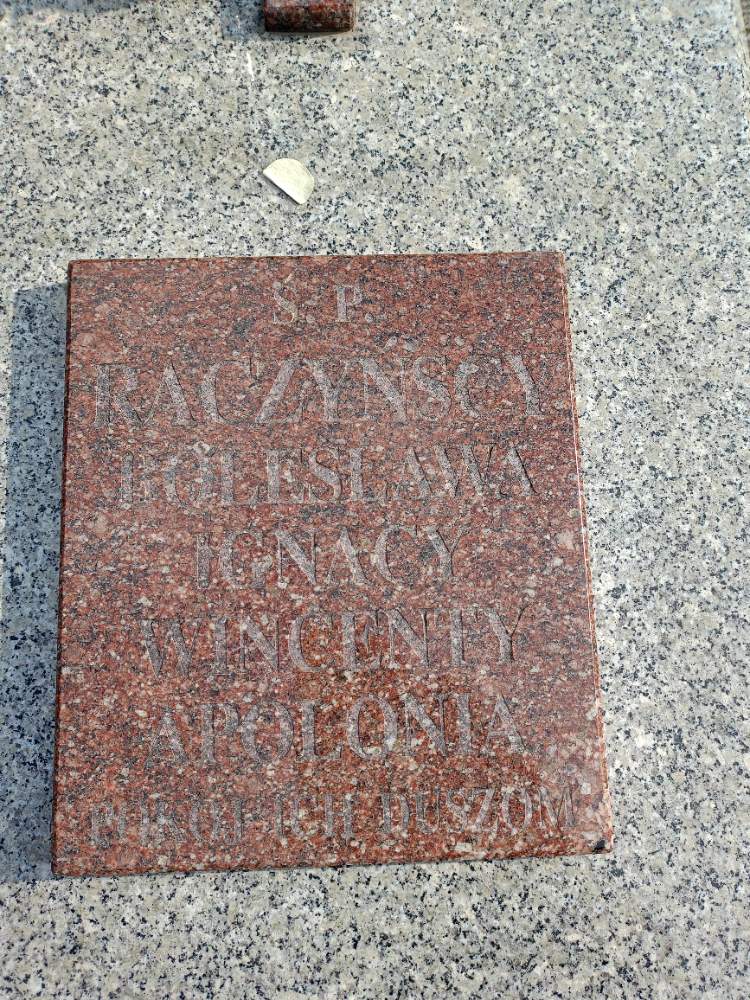 Ś. P.
RACZYŃSCY
BOLESŁAWA
IGNACY
WINCENTY
APOLONIA
POKÓJ ICH DUSZOM